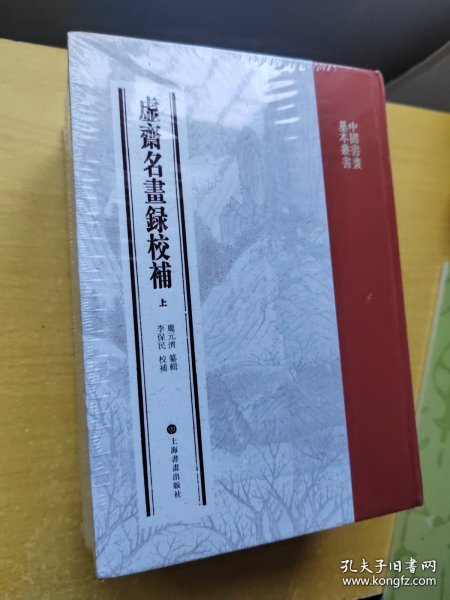 中國書畫
基本叢書
虛齋名畫録校補
上
龐元濟 纂輯
李保民 校補
上海書畫出版社
孔夫子旧书网
www.kongfz.com